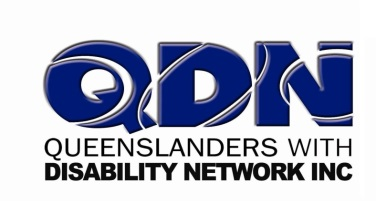 QDN
QUEENSLANDERS WITH
DISABILITY NETWORK INC